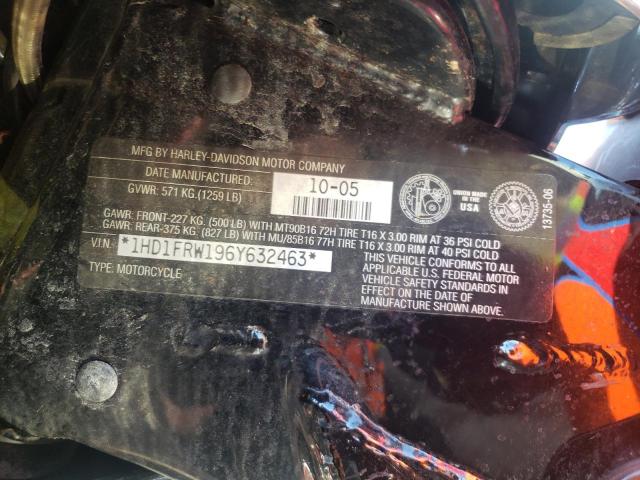 MFG BY HARLEY-DAVIDSON MOTOR COMPANY
DATE MANUFACTURED: 10-05
GVWR: 571 KG. (1259 LB)
UNION MADE IN THE USA
13735-06
GAWR: FRONT-227 KG. (500 LB) WITH MT90B16 72H TIRE T16 X 3.00 RIM AT 36 PSI COLD
GAWR: REAR-375 KG. (827 LB) WITH MU/85B16 77H TIRE T16 X 3.00 RIM AT 40 PSI COLD
V.I.N. *1HD1FRW196Y632463*
TYPE: MOTORCYCLE
THIS VEHICLE CONFORMS TO ALL
APPLICABLE U.S. FEDERAL MOTOR
VEHICLE SAFETY STANDARDS IN
EFFECT ON THE DATE OF
MANUFACTURE SHOWN ABOVE.